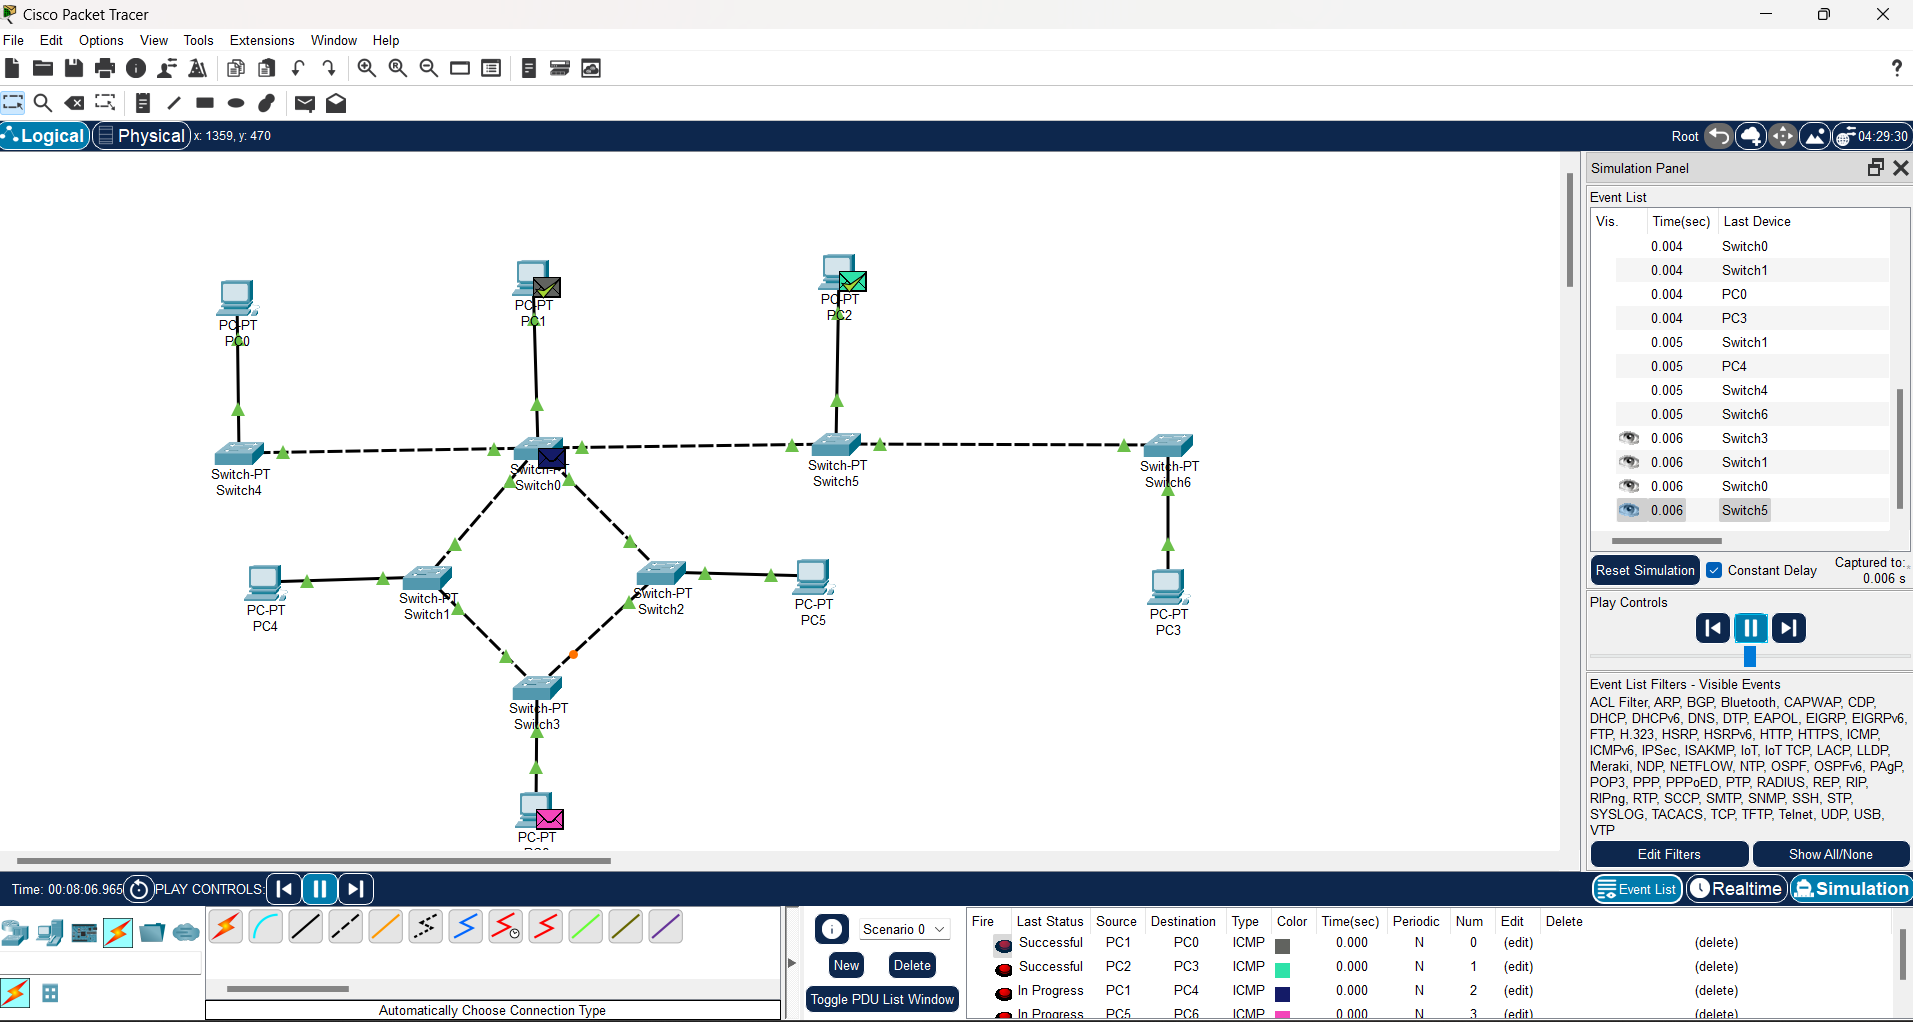 Cisco Packet Tracer
File Edit Options View Tools Extensions Window Help
Logical Physical x: 1359, y: 470 Root 04:29:30
Simulation Panel
Event List
Vis. Time(sec) Last Device
0.004 Switch0
0.004 Switch1
0.004 PC0
0.004 PC3
0.005 Switch1
0.005 PC4
0.005 Switch4
0.005 Switch6
0.006 Switch3
0.006 Switch1
0.006 Switch0
0.006 Switch5
Reset Simulation Constant Delay Captured to:
0.006 s
Play Controls
Event List Filters - Visible Events
ACL Filter, ARP, BGP, Bluetooth, CAPWAP, CDP,
DHCP, DHCPv6, DNS, DTP, EAPOL, EIGRP, EIGRPv6,
FTP, H.323, HSRP, HSRPv6, HTTP, HTTPS, ICMP,
ICMPv6, IPSec, ISAKMP, IoT, IoT TCP, LACP, LLDP,
Meraki, NDP, NETFLOW, NTP, OSPF, OSPFv6, PAgP,
POP3, PPP, PPPoED, PTP, RADIUS, REP, RIP,
RIPng, RTP, SCCP, SMTP, SNMP, SSH, STP,
SYSLOG, TACACS, TCP, TFTP, Telnet, UDP, USB,
VTP
Edit Filters Show All/None
PC-PT
PC0
PC-PT
PC1
PC-PT
PC2
Switch-PT
Switch4
Switch-PT
Switch0
Switch-PT
Switch5
Switch-PT
Switch6
PC-PT
PC4
Switch-PT
Switch1
Switch-PT
Switch2
PC-PT
PC5
PC-PT
PC3
Switch-PT
Switch3
PC-PT
Time: 00:08:06.965 PLAY CONTROLS: Event List Realtime Simulation
Scenario 0
New Delete
Toggle PDU List Window
Automatically Choose Connection Type
Fire Last Status Source Destination Type Color Time(sec) Periodic Num Edit Delete
Successful PC1 PC0 ICMP 0.000 N 0 (edit) (delete)
Successful PC2 PC3 ICMP 0.000 N 1 (edit) (delete)
In Progress PC1 PC4 ICMP 0.000 N 2 (edit) (delete)
In Progress PC5 PC6 ICMP 0.000 N 3 (edit) (delete)